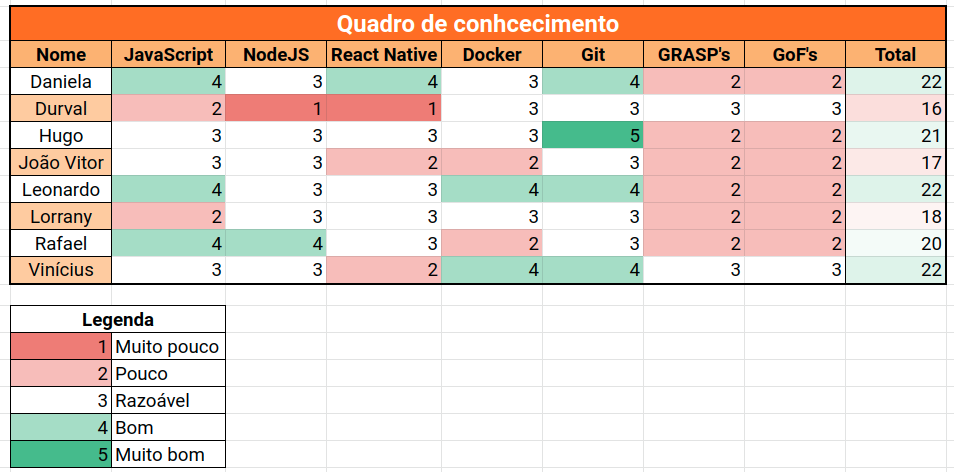 Quadro de conhcecimento
Nome JavaScript NodeJS React Native Docker Git GRASP's GoF's Total
Daniela 4 3 4 3 4 2 2 22
Durval 2 1 1 3 3 3 3 16
Hugo 3 3 3 3 5 2 2 21
João Vitor 3 3 2 2 3 2 2 17
Leonardo 4 3 3 4 4 2 2 22
Lorrany 2 3 3 3 3 2 2 18
Rafael 4 4 3 2 3 2 2 20
Vinícius 3 3 2 4 4 3 3 22
Legenda
1 Muito pouco
2 Pouco
3 Razoável
4 Bom
5 Muito bom